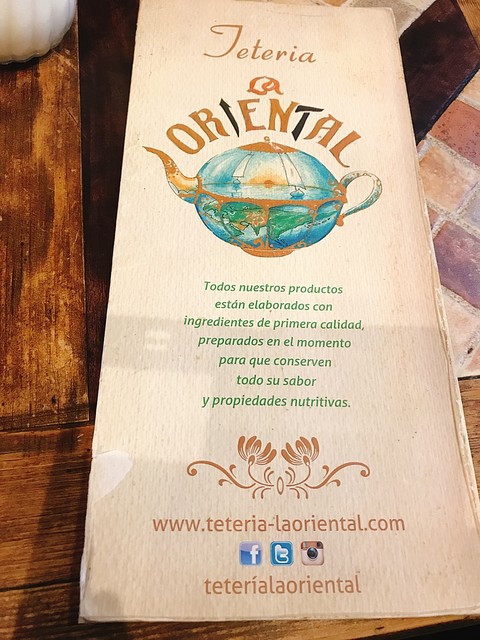 Teteria
La
ORIENTAL
Todos nuestros productos
están elaborados con
ingredientes de primera calidad,
preparados en el momento
para que conserven
todo su sabor
y propiedades nutritivas.
www.teteria-laoriental.com
teteríalaoriental